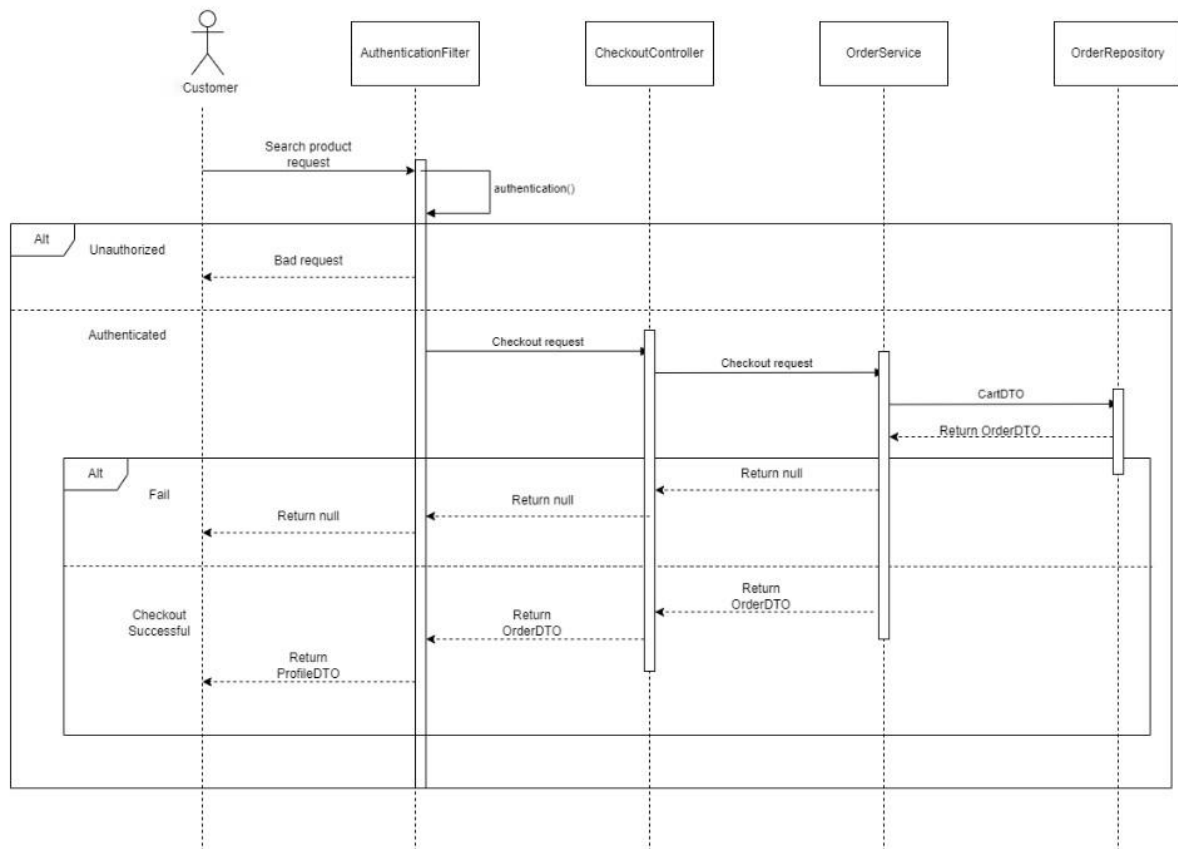 Customer
AuthenticationFilter
CheckoutController
OrderService
OrderRepository
Search product
request
authentication()
Alt
Unauthorized
Bad request
Authenticated
Checkout request
Checkout request
CartDTO
Return OrderDTO
Alt
Fail
Return null
Return null
Return null
Checkout
Successful
Return
OrderDTO
Return
OrderDTO
Return
ProfileDTO